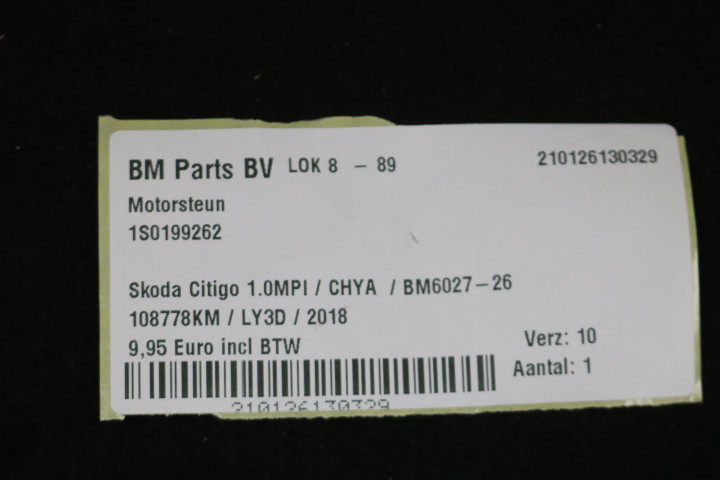 BM Parts BV LOK 8 - 89 210126130329
Motorsteun
1S0199262
Skoda Citigo 1.0MPI / CHYA / BM6027-26
108778KM / LY3D / 2018
9,95 Euro incl BTW
Verz: 10
Aantal: 1
210126130329